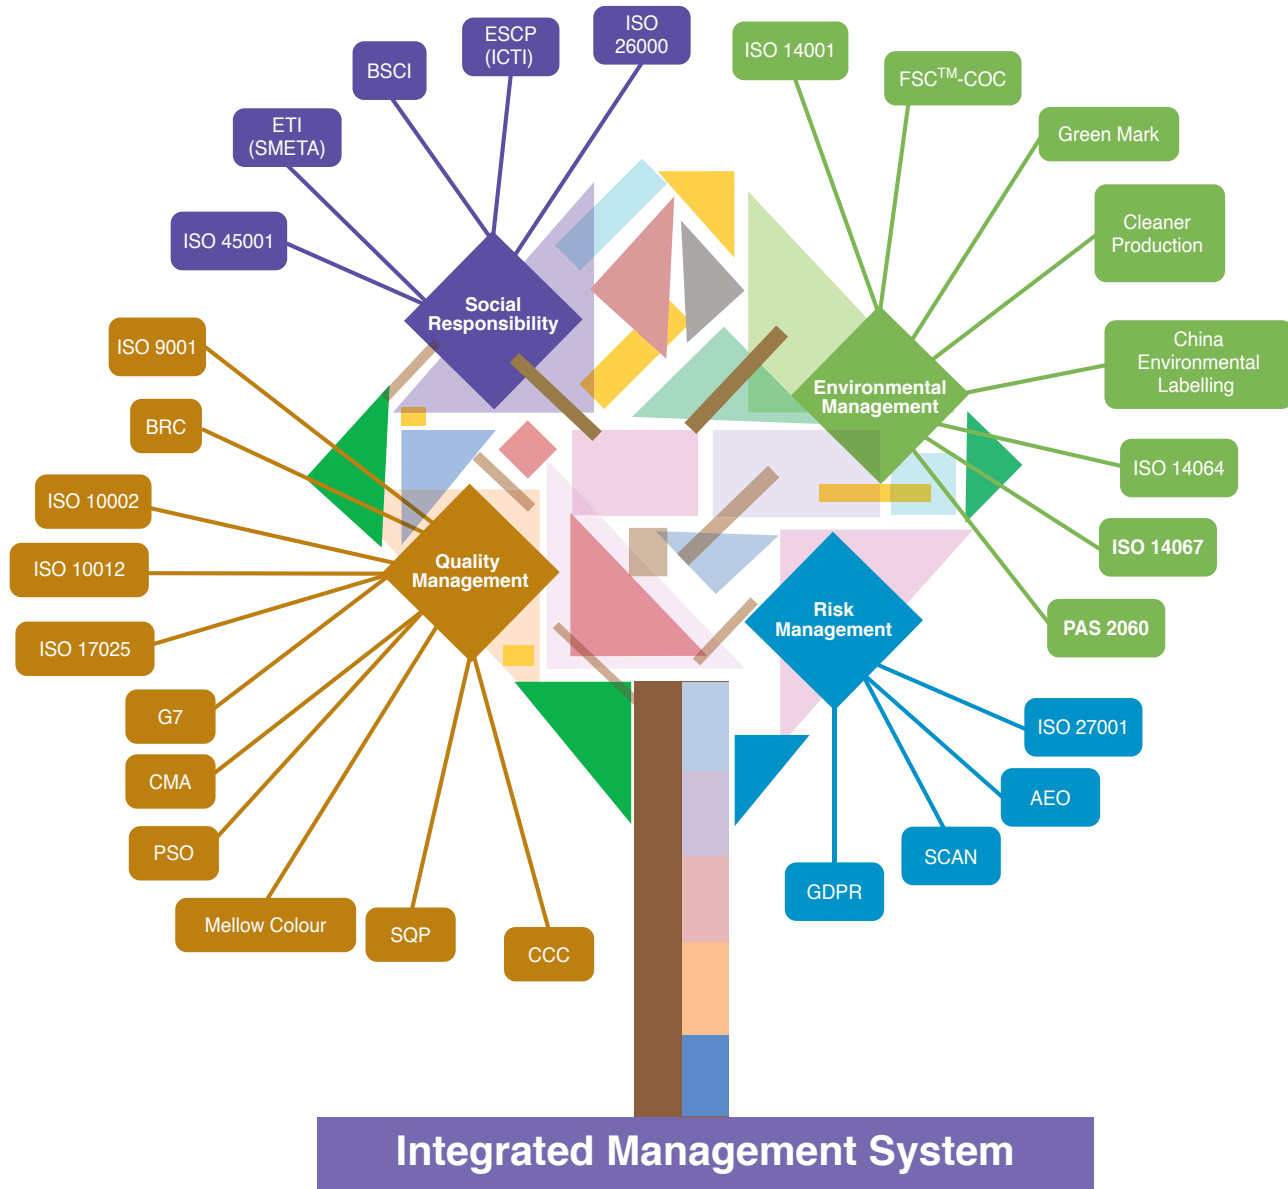 ISO
26000
ESCP
(ICTI)
BSCI
ETI
(SMETA)
ISO 45001
Social
Responsibility
ISO 14001
FSC™-COC
Green Mark
Cleaner
Production
China
Environmental
Labelling
ISO 14064
ISO 14067
PAS 2060
Environmental
Management
ISO 9001
BRC
ISO 10002
ISO 10012
ISO 17025
G7
CMA
PSO
Mellow Colour
SQP
CCC
Quality
Management
Risk
Management
ISO 27001
AEO
SCAN
GDPR
Integrated Management System